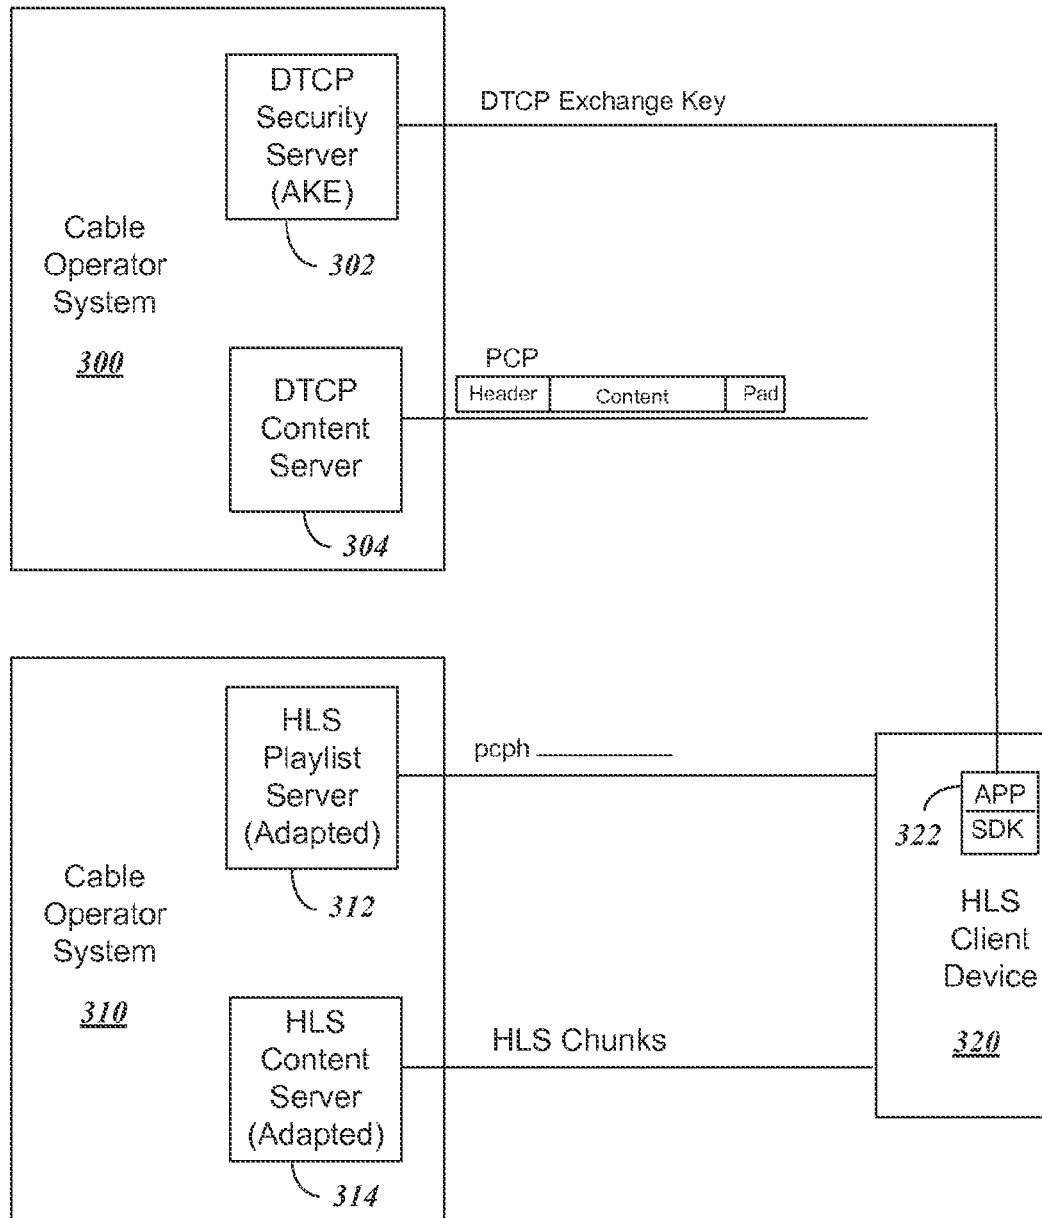 DTCP
Security
Server
(AKE)
302
DTCP Exchange Key
Cable
Operator
System
300
DTCP
Content
Server
304
PCP
Header Content Pad
HLS
Playlist
Server
(Adapted)
312
pcph
APP
SDK
322
HLS
Client
Device
320
Cable
Operator
System
310
HLS
Content
Server
(Adapted)
314
HLS Chunks